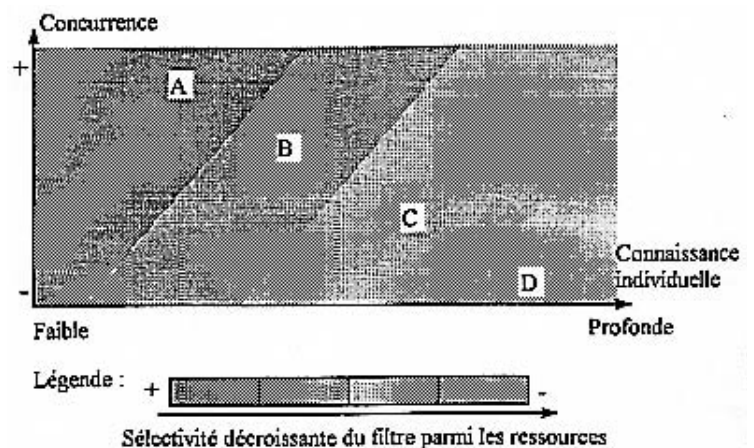 Concurrence
+
A
B
C
Connaissance
individuelle
D
-
Faible
Profonde
Légende :
+
-
Sélectivité décroissante du filtre parmi les ressources